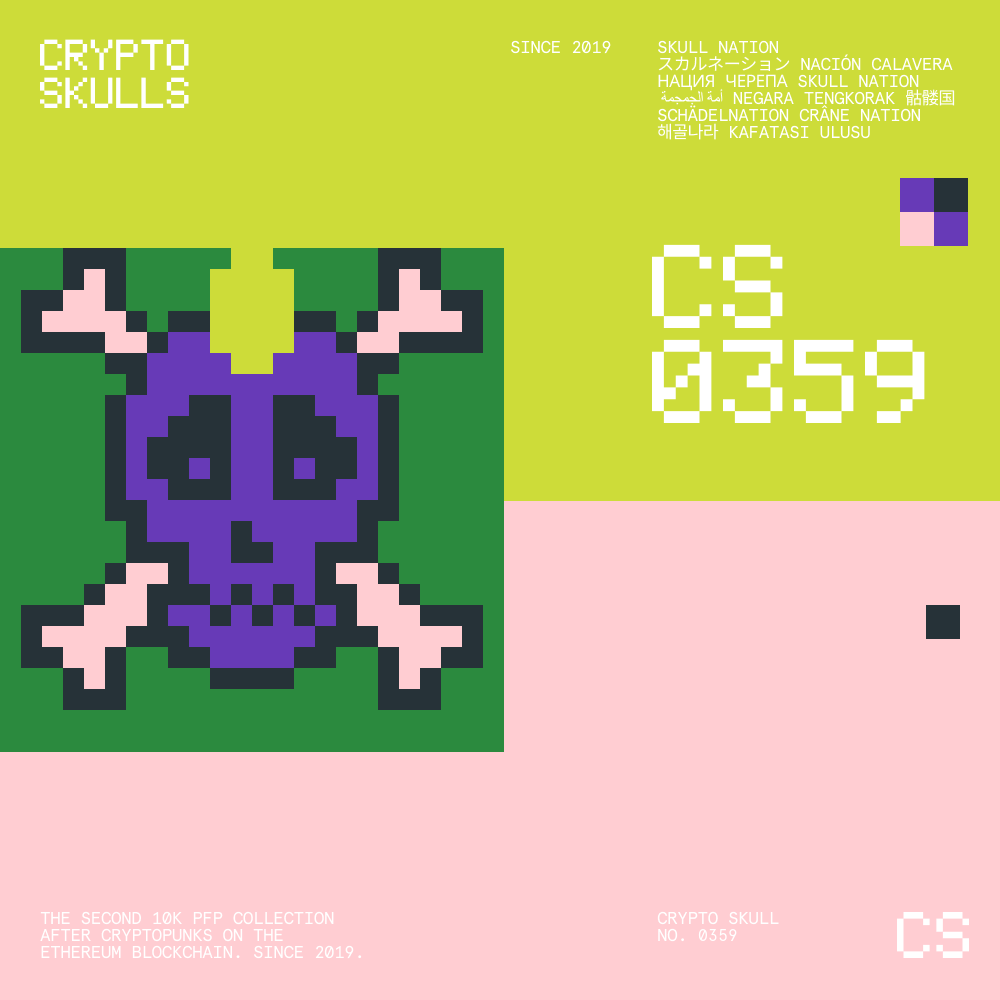 CRYPTO
SKULLS
SINCE 2019
SKULL NATION
スカルネーション NACIÓN CALAVERA
НАЦИЯ ЧЕРЕПА SKULL NATION
أمة الجمجمة NEGARA TENGKORAK 骷髅国
SCHÄDELNATION CRÂNE NATION
해골나라 KAFATASI ULUSU
CS
0359
THE SECOND 10K PFP COLLECTION
AFTER CRYPTOPUNKS ON THE
ETHEREUM BLOCKCHAIN. SINCE 2019.
CRYPTO SKULL
NO. 0359
CS